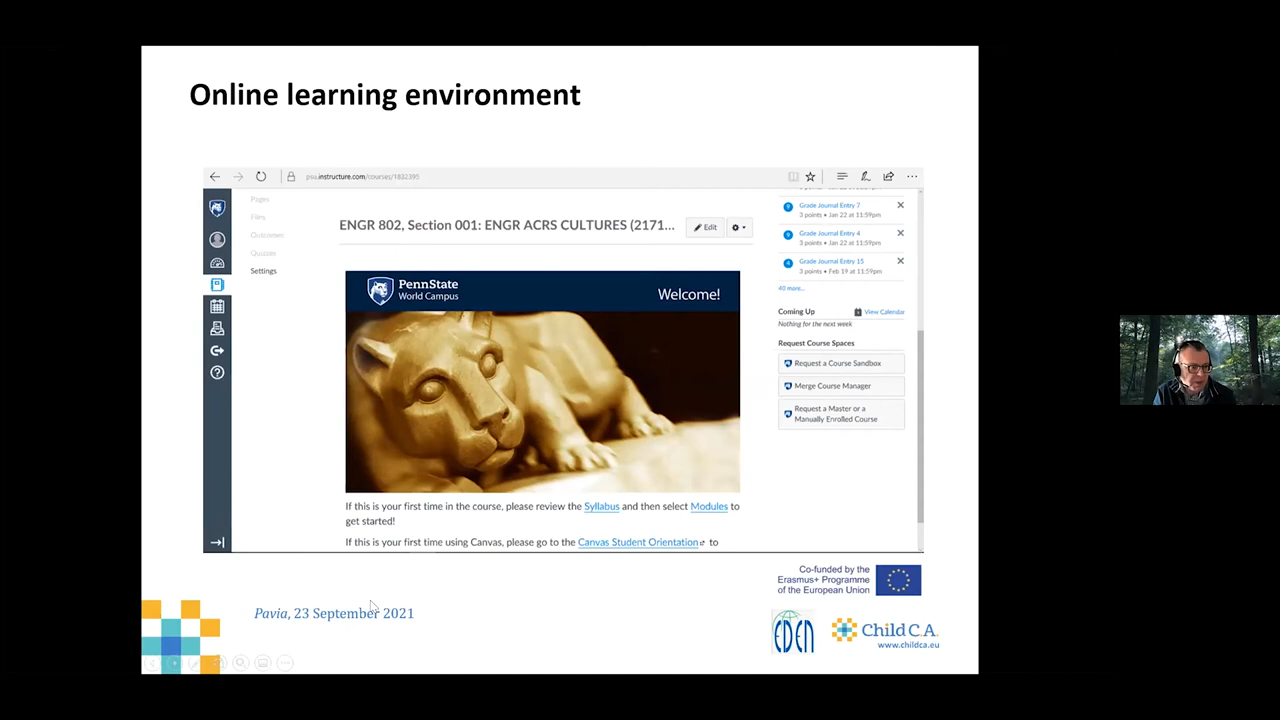 Online learning environment
psu.instructure.com/courses/1832395
Pages
Files
Outcomes
Quizzes
Settings
ENGR 802, Section 001: ENGR ACRS CULTURES (2171...
Edit
PennState
World Campus
Welcome!
If this is your first time in the course, please review the Syllabus and then select Modules to
get started!
If this is your first time using Canvas, please go to the Canvas Student Orientation to
Grade Journal Entry 7
3 points • Jan 22 at 11:59pm
Grade Journal Entry 4
3 points • Jan 22 at 11:59pm
Grade Journal Entry 15
3 points • Feb 19 at 11:59pm
40 more...
Coming Up
View Calendar
Nothing for the next week
Request Course Spaces
Request a Course Sandbox
Merge Course Manager
Request a Master or a
Manually Enrolled Course
Co-funded by the
Erasmus+ Programme
of the European Union
Pavia, 23 September 2021
EDEN
Child C.A.
www.childca.eu